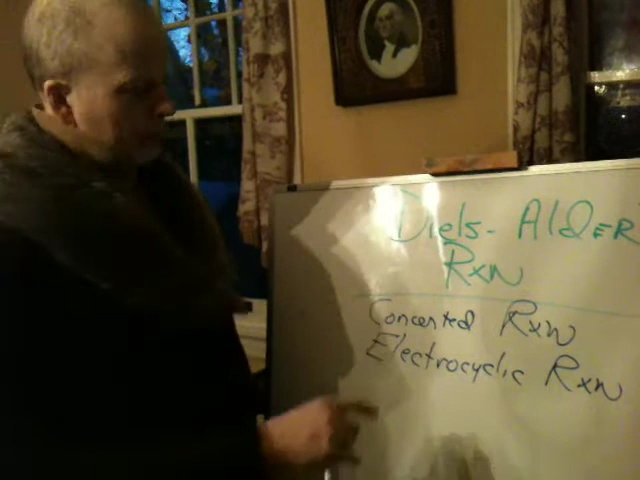 Diels-Alder
Rxn
Concerted Rxn
Electrocyclic Rxn